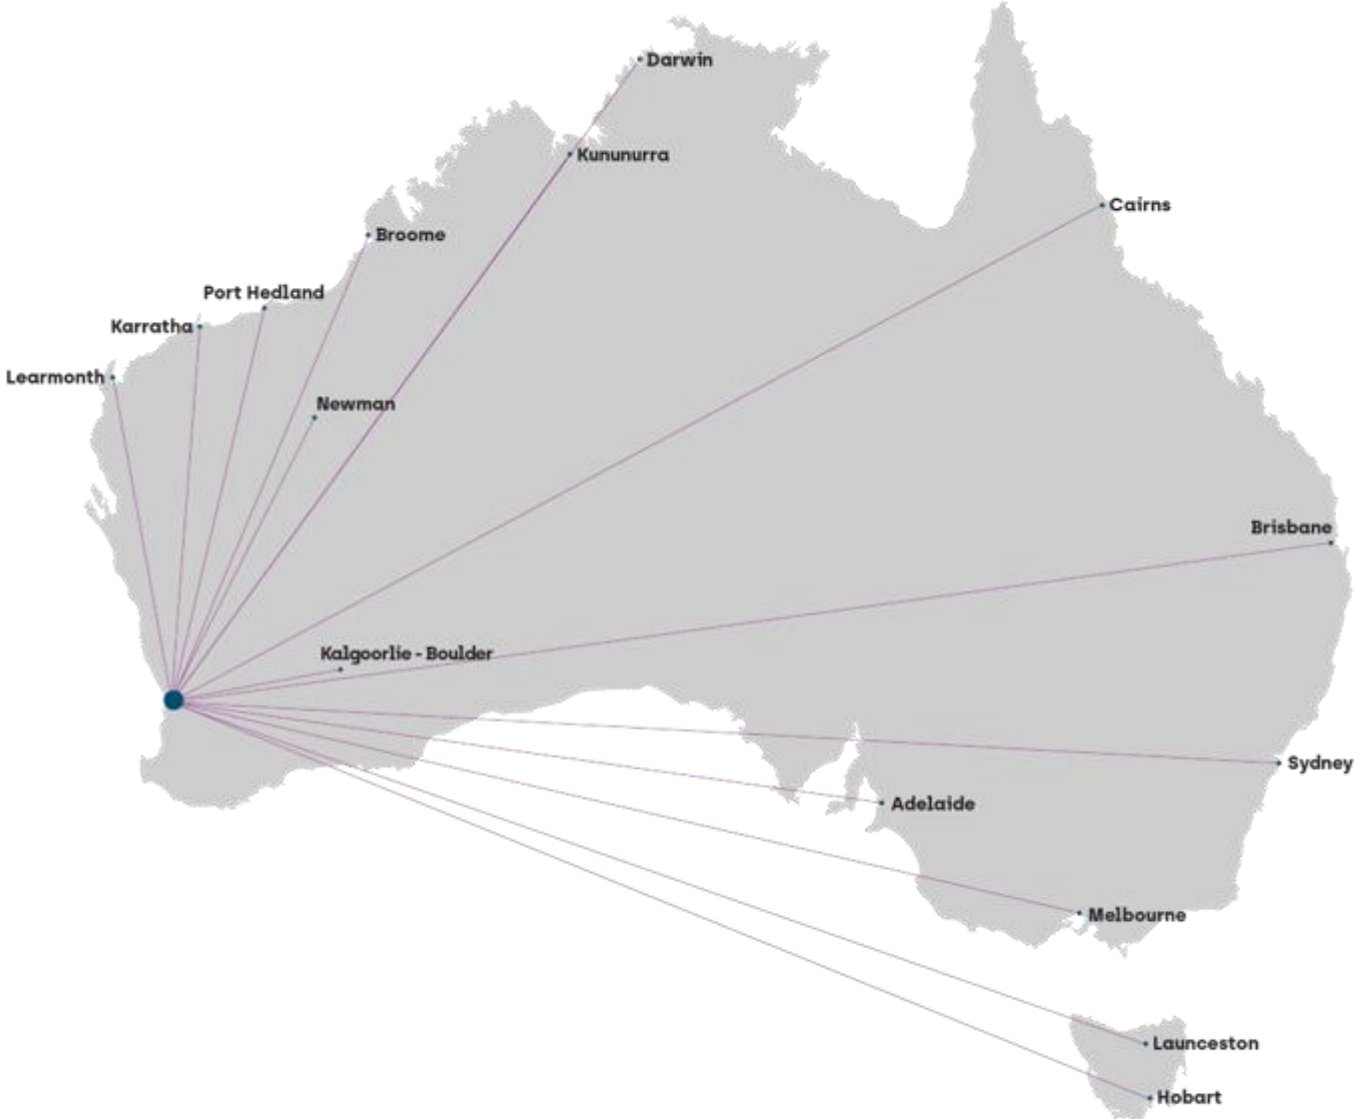 Darwin
Kununurra
Cairns
Broome
Port Hedland
Karratha
Learmonth
Newman
Brisbane
Kalgoorlie - Boulder
Sydney
Adelaide
Melbourne
Launceston
Hobart